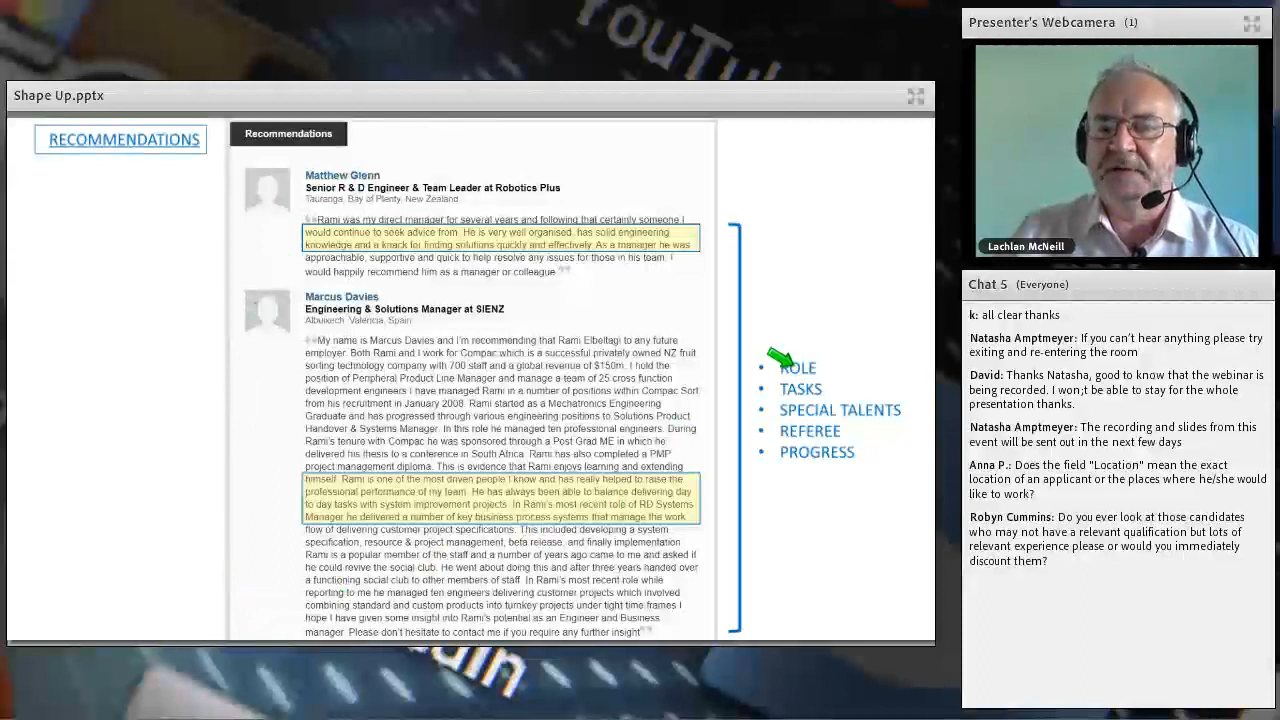 YouTub
Shape Up.pptx
RECOMMENDATIONS
Recommendations
Matthew Glenn
Senior R & D Engineer & Team Leader at Robotics Plus
Tauranga, Bay of Plenty, New Zealand
Rami was my direct manager for several years and following that certainly someone I
would continue to seek advice from. He is very well organised, has solid engineering
knowledge and a knack for finding solutions quickly and effectively. As a manager he was
approachable, supportive and quick to help resolve any issues for those in his team. I
would happily recommend him as a manager or colleague
Marcus Davies
Engineering & Solutions Manager at SIENZ
Albuixech, Valencia, Spain
My name is Marcus Davies and I'm recommending that Rami Elbeltagi to any future
employer. Both Rami and I work for Compac which is a successful privately owned NZ fruit
sorting technology company with 700 staff and a global revenue of $150m. I hold the
position of Peripheral Product Line Manager and manage a team of 25 cross function
development engineers I have managed Rami in a number of positions within Compac Sort
from his recruitment in January 2008. Rami started as a Mechatronics Engineering
Graduate and has progressed through various engineering positions to Solutions Product
Handover & Systems Manager. In this role he managed ten professional engineers. During
Rami's tenure with Compac he was sponsored through a Post Grad ME in which he
delivered his thesis to a conference in South Africa. Rami has also completed a PMP
project management diploma. This is evidence that Rami enjoys learning and extending
himself. Rami is one of the most driven people I know and has really helped to raise the
professional performance of my team. He has always been able to balance delivering day
to day tasks with system improvement projects. In Rami's most recent role of RD Systems
Manager he delivered a number of key business process systems that manage the work
flow of delivering customer project specifications. This included developing a system
specification, resource & project management, beta release, and finally implementation
Rami is a popular member of the staff and a number of years ago came to me and asked if
he could revive the social club. He went about doing this and after three years handed over
a functioning social club to other members of staff. In Rami's most recent role while
reporting to me he managed ten engineers delivering customer projects which involved
combining standard and custom products into turnkey projects under tight time frames I
hope I have given some insight into Rami's potential as an Engineer and Business
manager. Please don't hesitate to contact me if you require any further insight
• ROLE
• TASKS
• SPECIAL TALENTS
• REFEREE
• PROGRESS
Presenter's Webcamera (1)
Lachlan McNeill
Chat 5 (Everyone)
k: all clear thanks
Natasha Amptmeyer: If you can't hear anything please try
exiting and re-entering the room
David: Thanks Natasha, good to know that the webinar is
being recorded. I won;t be able to stay for the whole
presentation thanks.
Natasha Amptmeyer: The recording and slides from this
event will be sent out in the next few days
Anna P.: Does the field "Location" mean the exact
location of an applicant or the places where he/she would
like to work?
Robyn Cummins: Do you ever look at those candidates
who may not have a relevant qualification but lots of
relevant experience please or would you immediately
discount them?